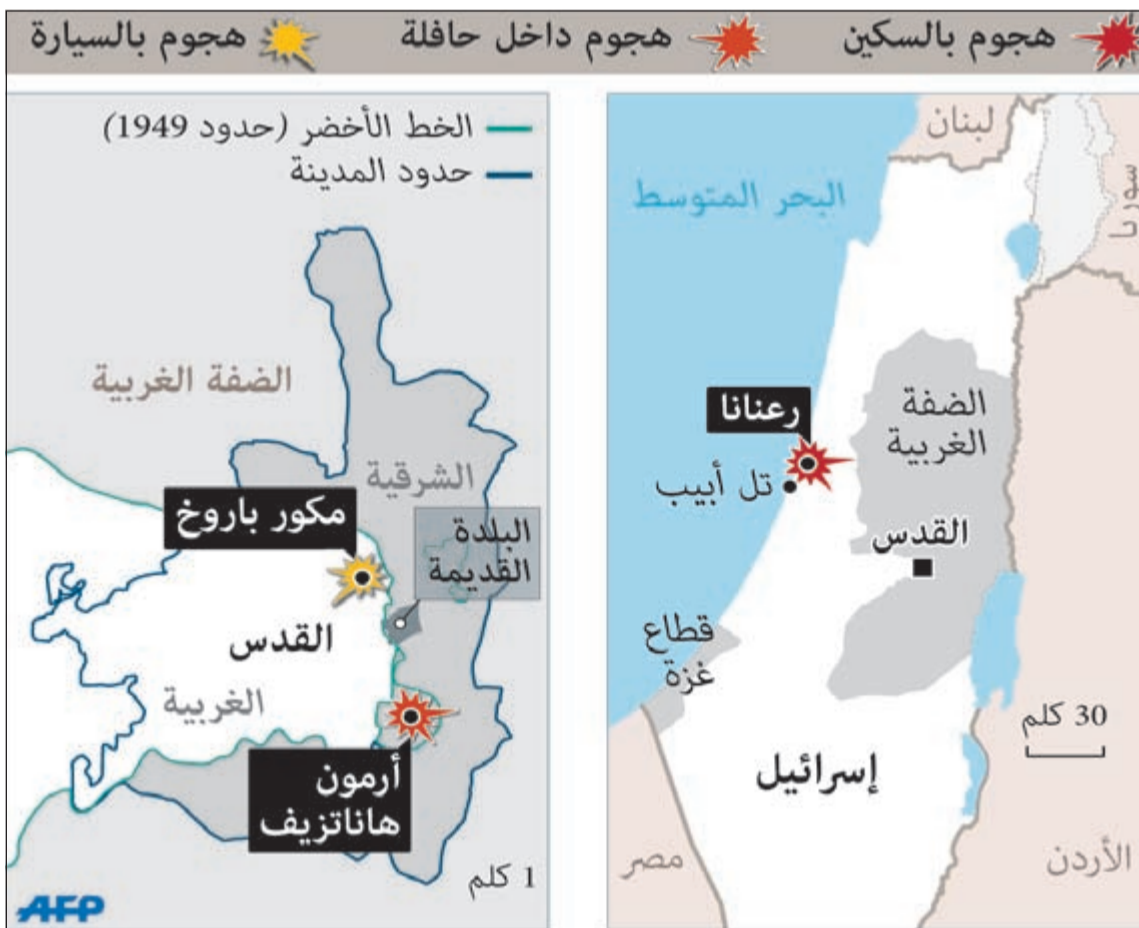 هجوم بالسكين
هجوم داخل حافلة
هجوم بالسيارة
لبنان
سوريا
البحر المتوسط
رعنانا
الضفة
الغربية
تل أبيب
القدس
قطاع
غزة
30 كلم
إسرائيل
مصر
الأردن
الخط الأخضر (حدود 1949)
حدود المدينة
الضفة الغربية
الشرقية
مكور باروخ
البلدة
القديمة
القدس
الغربية
أرمون
هاناتزيف
1 كلم
AFP